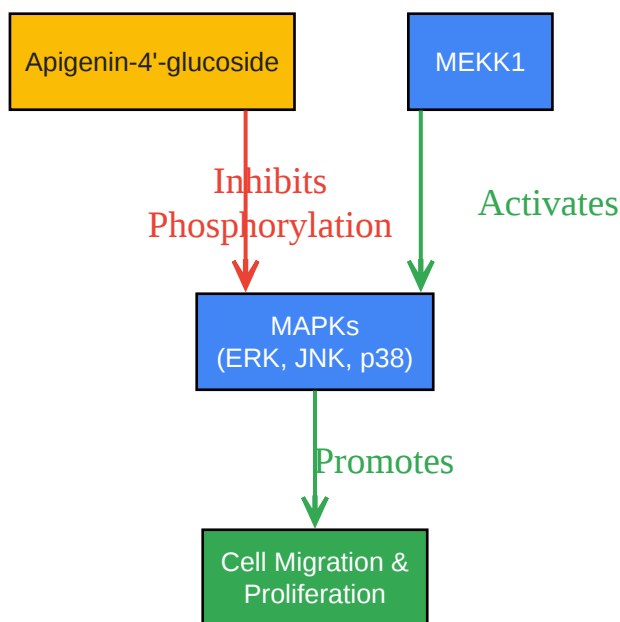 Apigenin-4'-glucoside
MEKK1
Inhibits
Phosphorylation
Activates
MAPKs
(ERK, JNK, p38)
Promotes
Cell Migration &
Proliferation